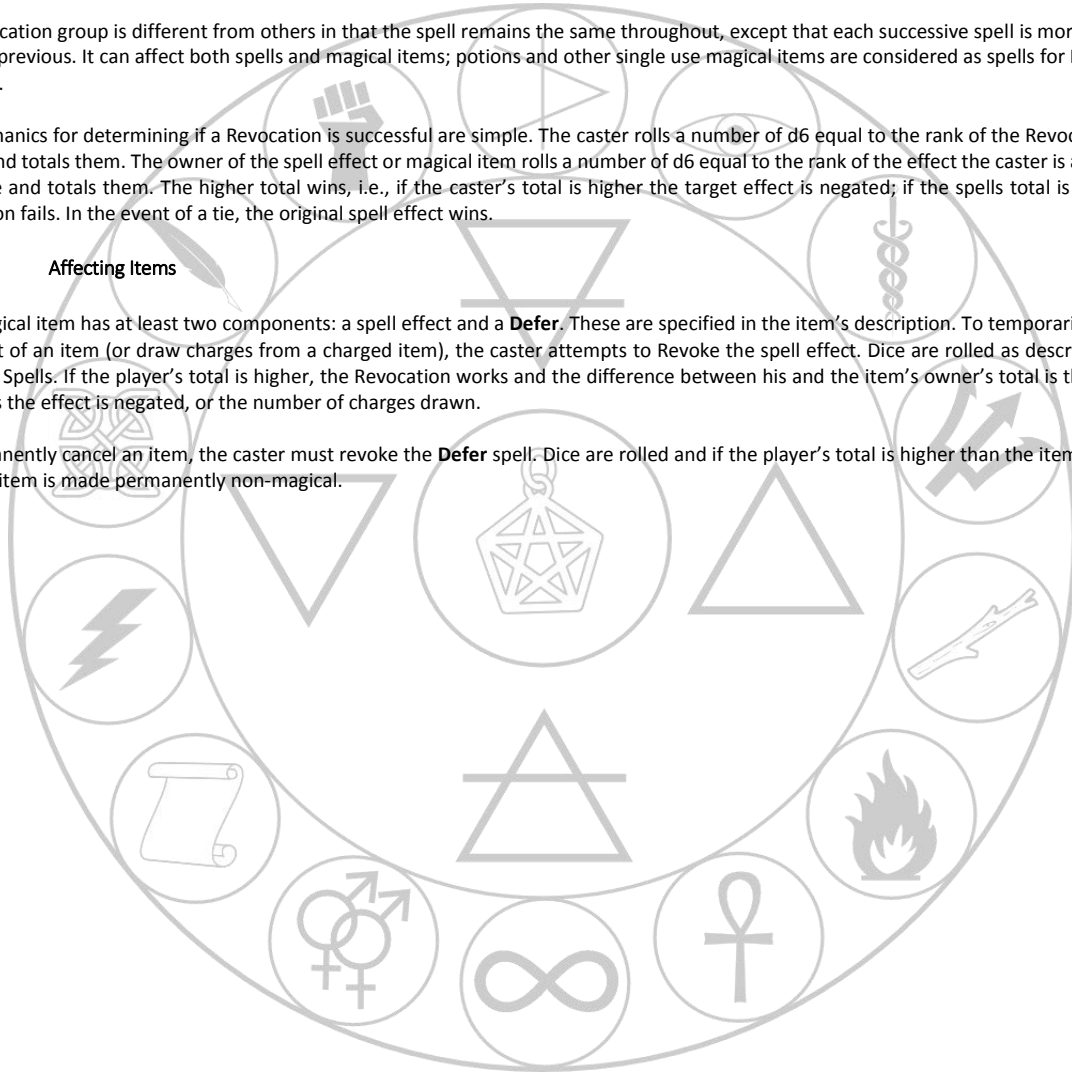 cation group is different from others in that the spell remains the same throughout, except that each successive spell is mor
previous. It can affect both spells and magical items; potions and other single use magical items are considered as spells for
.
hanics for determining if a Revocation is successful are simple. The caster rolls a number of d6 equal to the rank of the Revoc
nd totals them. The owner of the spell effect or magical item rolls a number of d6 equal to the rank of the effect the caster is a
e and totals them. The higher total wins, i.e., if the caster's total is higher the target effect is negated; if the spells total is
on fails. In the event of a tie, the original spell effect wins.
Affecting Items
gical item has at least two components: a spell effect and a Defer. These are specified in the item's description. To temporari
t of an item (or draw charges from a charged item), the caster attempts to Revoke the spell effect. Dice are rolled as descr
Spells. If the player's total is higher, the Revocation works and the difference between his and the item's owner's total is th
s the effect is negated, or the number of charges drawn.
nently cancel an item, the caster must revoke the Defer spell. Dice are rolled and if the player's total is higher than the item
item is made permanently non-magical.